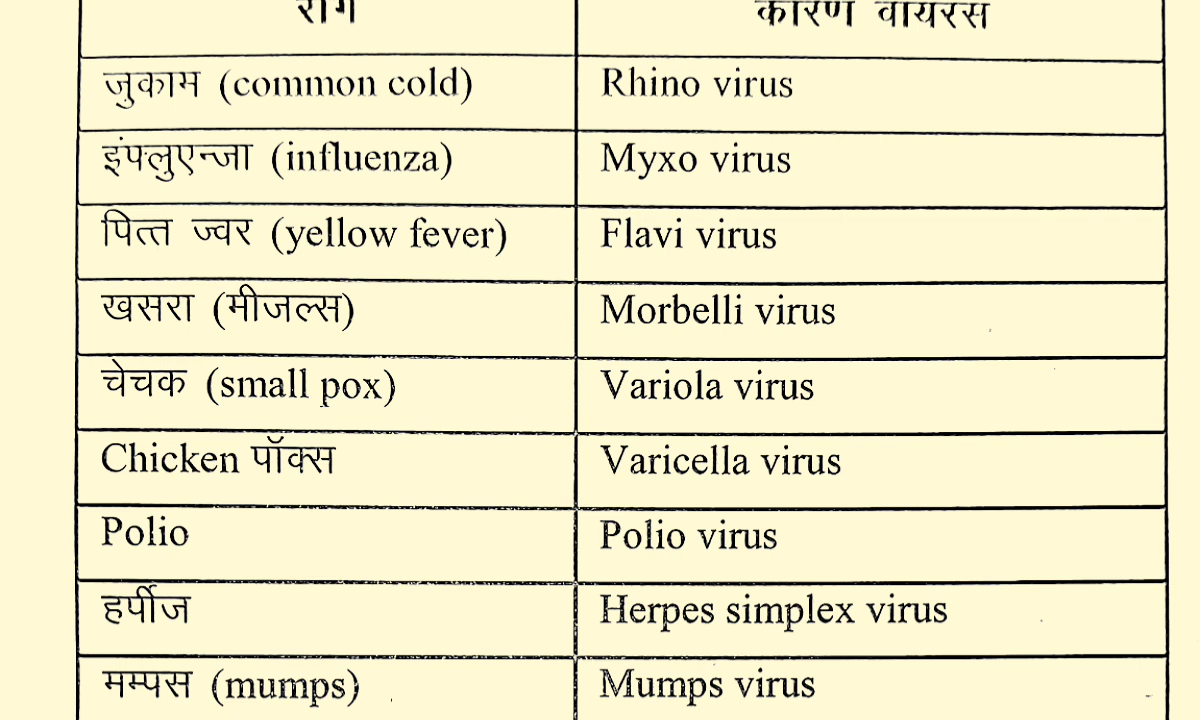 रोग कारण वायरस
जुकाम (common cold) Rhino virus
इंफ्लुएन्जा (influenza) Myxo virus
पित्त ज्वर (yellow fever) Flavi virus
खसरा (मीजल्स) Morbelli virus
चेचक (small pox) Variola virus
Chicken पॉक्स Varicella virus
Polio Polio virus
हर्पीज Herpes simplex virus
मम्पस (mumps) Mumps virus